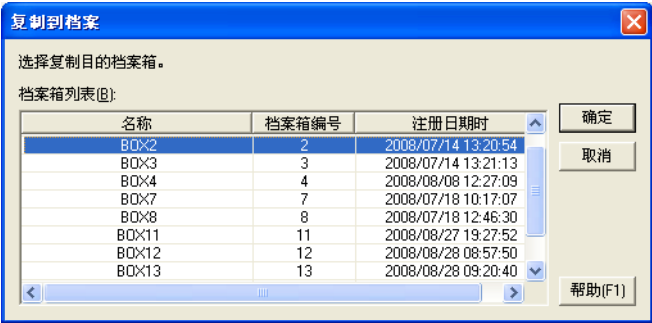 复制到档案
选择复制目的档案箱。
档案箱列表(B):
名称 档案箱编号 注册日期时
BOX2 2 2008/07/14 13:20:54
BOX3 3 2008/07/14 13:21:13
BOX4 4 2008/08/08 12:27:09
BOX7 7 2008/07/18 10:17:07
BOX8 8 2008/07/18 12:46:30
BOX11 11 2008/08/27 19:27:52
BOX12 12 2008/08/28 08:57:50
BOX13 13 2008/08/28 09:20:40
确定
取消
帮助(F1)